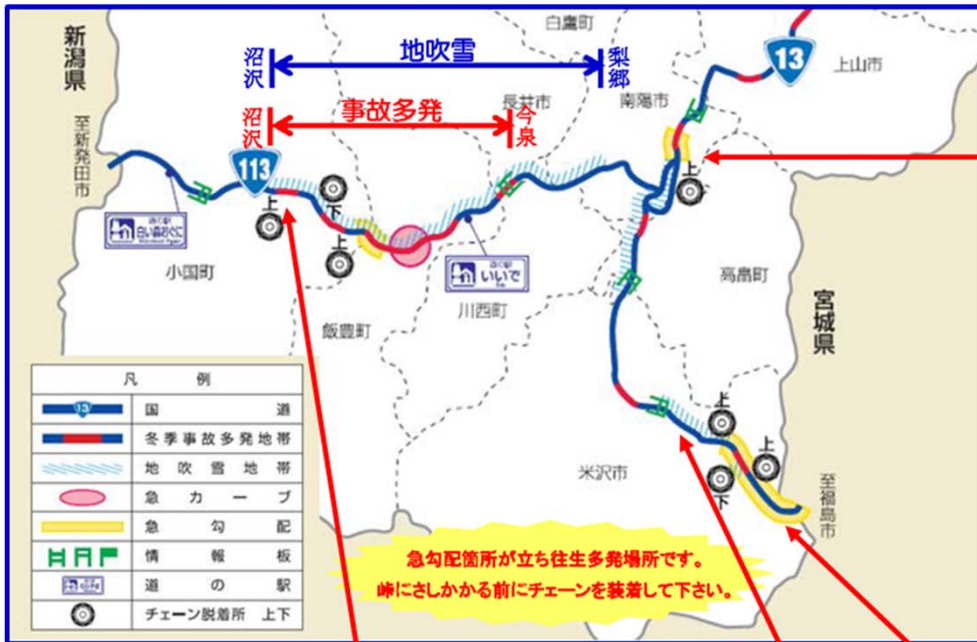 新潟県
至新発田市
沼沢
地吹雪
梨郷
沼沢
事故多発
今泉
白鷹町
長井市
南陽市
上山市
13
113
上
下
上
上
道の駅
白い森おぐに
道の駅
いいで
小国町
飯豊町
川西町
高畠町
宮城県
米沢市
上
上
下
至福島市
凡例
13 国道
冬季事故多発地帯
地吹雪地帯
急カーブ
急勾配
情報板
道の駅
チェーン脱着所 上下
急勾配箇所が立ち往生多発場所です。
峠にさしかかる前にチェーンを装着して下さい。